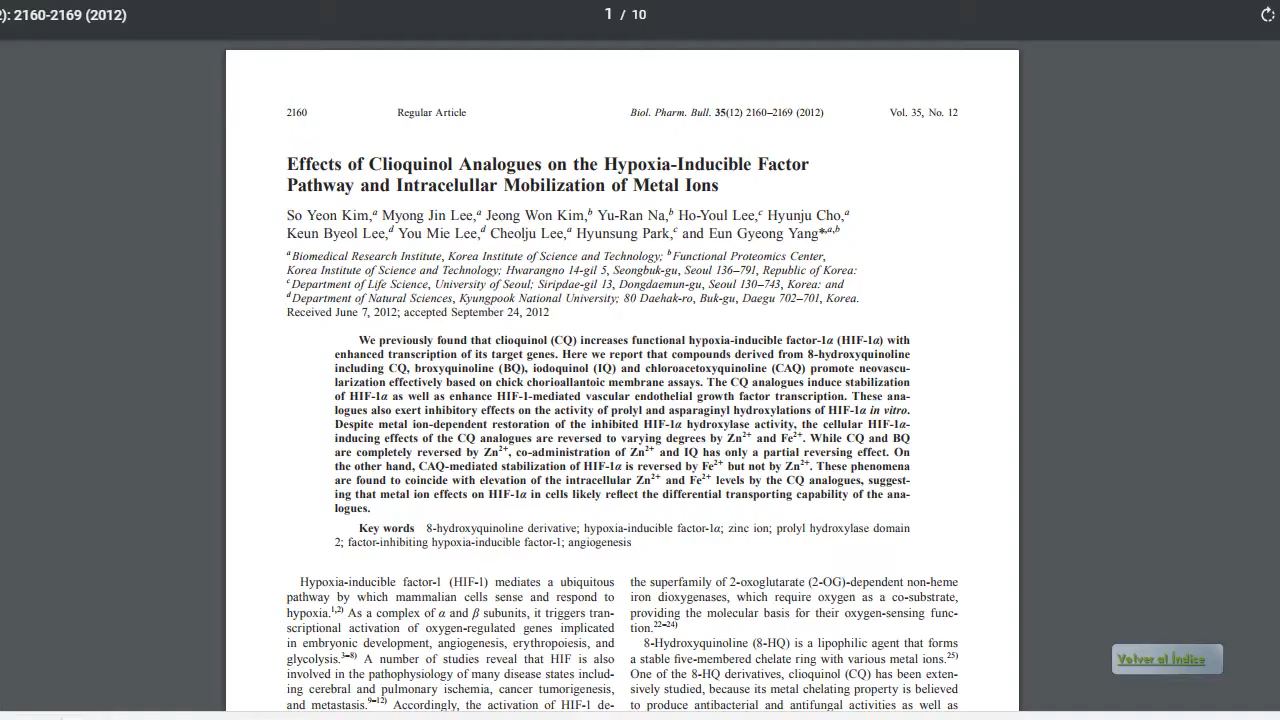 2): 2160-2169 (2012)
1 / 10
2160 Regular Article Biol. Pharm. Bull. 35(12) 2160–2169 (2012) Vol. 35, No. 12
Effects of Clioquinol Analogues on the Hypoxia-Inducible Factor
Pathway and Intracelullar Mobilization of Metal Ions
So Yeon Kim,a Myong Jin Lee,a Jeong Won Kim,b Yu-Ran Na,b Ho-Youl Lee,c Hyunju Cho,a
Keun Byeol Lee,d You Mie Lee,d Cheolju Lee,a Hyunsung Park,c and Eun Gyeong Yang*,a,b
a Biomedical Research Institute, Korea Institute of Science and Technology; b Functional Proteomics Center,
Korea Institute of Science and Technology; Hwarangno 14-gil 5, Seongbuk-gu, Seoul 136–791, Republic of Korea:
c Department of Life Science, University of Seoul; Siripdae-gil 13, Dongdaemun-gu, Seoul 130–743, Korea: and
d Department of Natural Sciences, Kyungpook National University; 80 Daehak-ro, Buk-gu, Daegu 702–701, Korea.
Received June 7, 2012; accepted September 24, 2012
We previously found that clioquinol (CQ) increases functional hypoxia-inducible factor-1α (HIF-1α) with
enhanced transcription of its target genes. Here we report that compounds derived from 8-hydroxyquinoline
including CQ, broxyquinoline (BQ), iodoquinol (IQ) and chloroacetoxyquinoline (CAQ) promote neovascu-
larization effectively based on chick chorioallantoic membrane assays. The CQ analogues induce stabilization
of HIF-1α as well as enhance HIF-1-mediated vascular endothelial growth factor transcription. These ana-
logues also exert inhibitory effects on the activity of prolyl and asparaginyl hydroxylations of HIF-1α in vitro.
Despite metal ion-dependent restoration of the inhibited HIF-1α hydroxylase activity, the cellular HIF-1α-
inducing effects of the CQ analogues are reversed to varying degrees by Zn2+ and Fe2+. While CQ and BQ
are completely reversed by Zn2+, co-administration of Zn2+ and IQ has only a partial reversing effect. On
the other hand, CAQ-mediated stabilization of HIF-1α is reversed by Fe2+ but not by Zn2+. These phenomena
are found to coincide with elevation of the intracellular Zn2+ and Fe2+ levels by the CQ analogues, suggest-
ing that metal ion effects on HIF-1α in cells likely reflect the differential transporting capability of the ana-
logues.
Key words 8-hydroxyquinoline derivative; hypoxia-inducible factor-1α; zinc ion; prolyl hydroxylase domain
2; factor-inhibiting hypoxia-inducible factor-1; angiogenesis
Hypoxia-inducible factor-1 (HIF-1) mediates a ubiquitous
pathway by which mammalian cells sense and respond to
hypoxia.1,2) As a complex of α and β subunits, it triggers tran-
scriptional activation of oxygen-regulated genes implicated
in embryonic development, angiogenesis, erythropoiesis, and
glycolysis.3–8) A number of studies reveal that HIF is also
involved in the pathophysiology of many disease states includ-
ing cerebral and pulmonary ischemia, cancer tumorigenesis,
and metastasis.9–12) Accordingly, the activation of HIF-1 de-
the superfamily of 2-oxoglutarate (2-OG)-dependent non-heme
iron dioxygenases, which require oxygen as a co-substrate,
providing the molecular basis for their oxygen-sensing func-
tion.22–24)
8-Hydroxyquinoline (8-HQ) is a lipophilic agent that forms
a stable five-membered chelate ring with various metal ions.25)
One of the 8-HQ derivatives, clioquinol (CQ) has been exten-
sively studied, because its metal chelating property is believed
to produce antibacterial and antifungal activities as well as
Volver al Índice